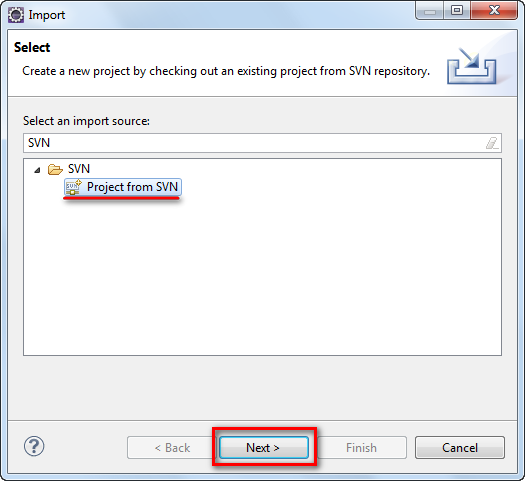 Import
Select
Create a new project by checking out an existing project from SVN repository.
Select an import source:
SVN
SVN
Project from SVN
< Back
Next >
Finish
Cancel